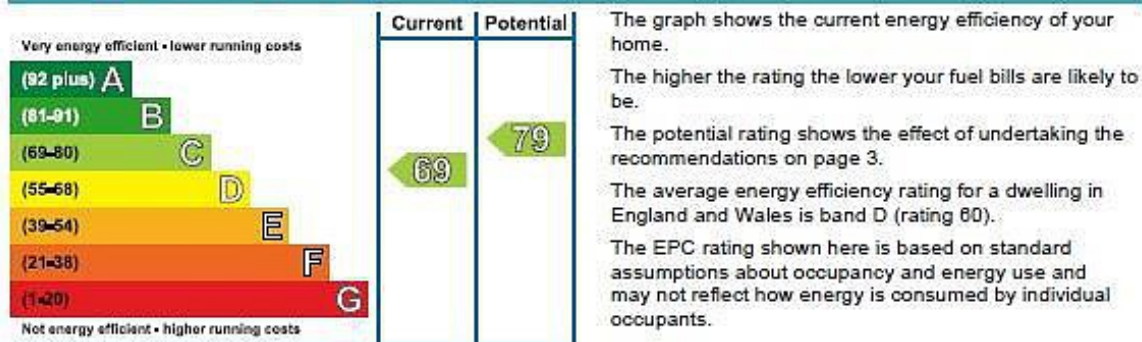 Current Potential
Very energy efficient • lower running costs
(92 plus) A
(81-91) B
(69-80) C
(55-68) D
(39-54) E
(21-38) F
(1-20) G
Not energy efficient • higher running costs
69
79
The graph shows the current energy efficiency of your
home.
The higher the rating the lower your fuel bills are likely to
be.
The potential rating shows the effect of undertaking the
recommendations on page 3.
The average energy efficiency rating for a dwelling in
England and Wales is band D (rating 60).
The EPC rating shown here is based on standard
assumptions about occupancy and energy use and
may not reflect how energy is consumed by individual
occupants.